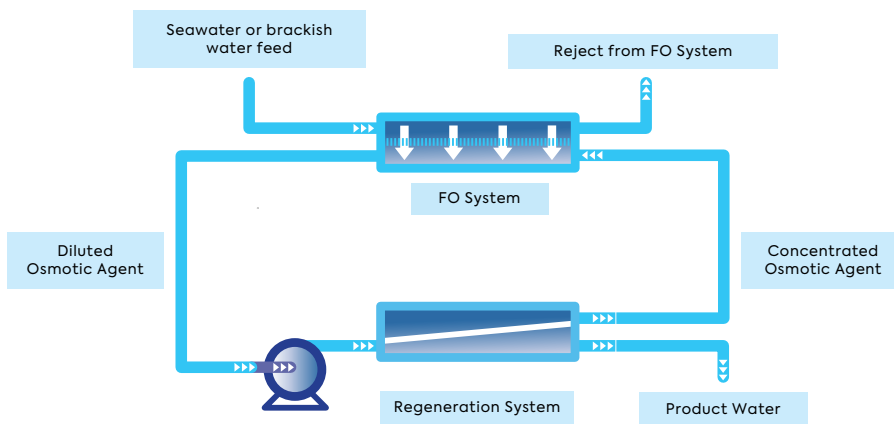 Seawater or brackish
water feed
Reject from FO System
FO System
Diluted
Osmotic Agent
Concentrated
Osmotic Agent
Regeneration System
Product Water